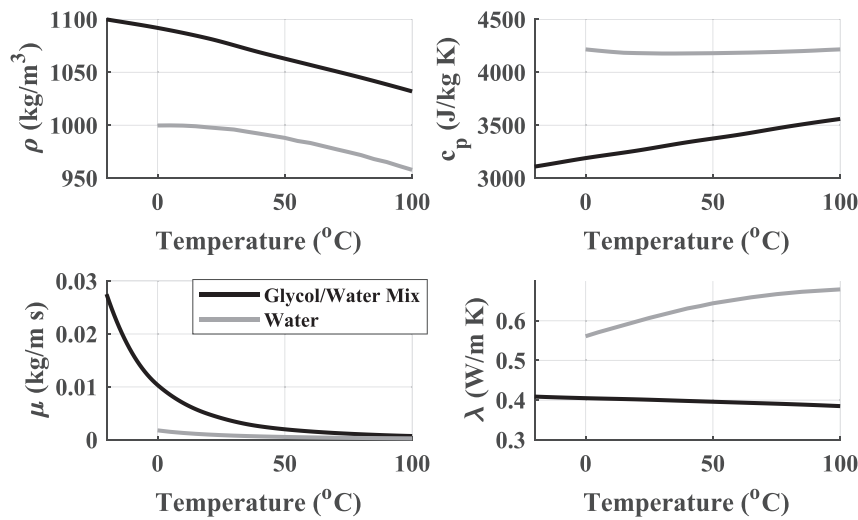 1100
1050
1000
950
ρ (kg/m³)
0 50 100
Temperature (°C)
4500
4000
3500
3000
c_p (J/kg K)
0 50 100
Temperature (°C)
0.03
0.02
0.01
0
μ (kg/m s)
Glycol/Water Mix
Water
0 50 100
Temperature (°C)
0.6
0.5
0.4
0.3
λ (W/m K)
0 50 100
Temperature (°C)